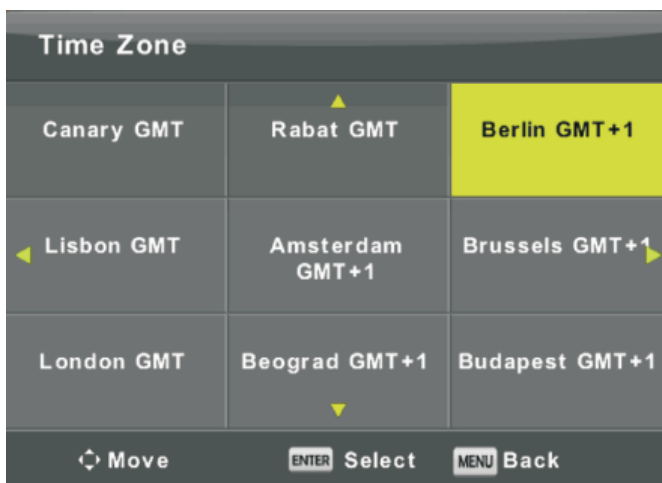 Time Zone
Canary GMT
Rabat GMT
Berlin GMT+1
Lisbon GMT
Amsterdam
GMT+1
Brussels GMT+1
London GMT
Beograd GMT+1
Budapest GMT+1
Move
ENTER Select
MENU Back